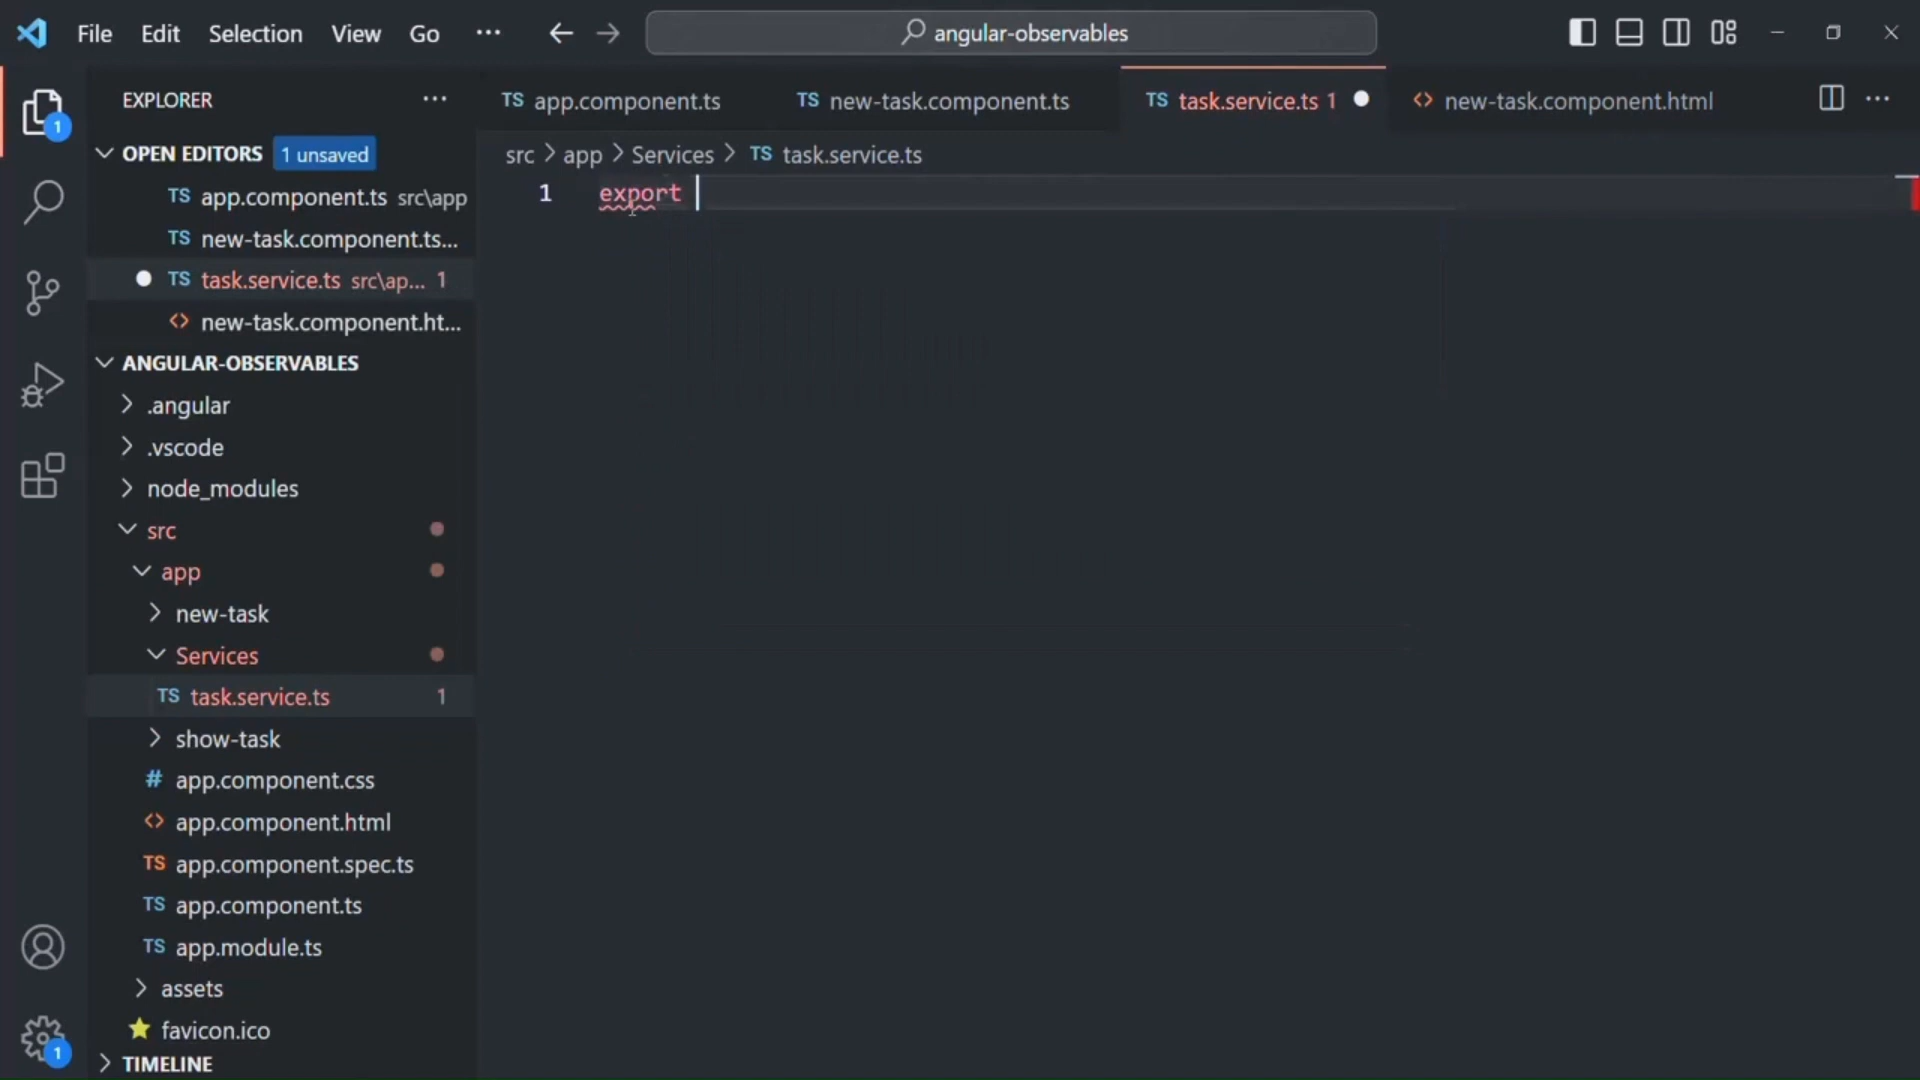 File Edit Selection View Go ··· angular-observables
EXPLORER ···
OPEN EDITORS 1 unsaved
TS app.component.ts src\app
TS new-task.component.ts...
TS task.service.ts src\ap... 1
<> new-task.component.ht...
ANGULAR-OBSERVABLES
.angular
.vscode
node_modules
src
app
new-task
Services
TS task.service.ts 1
show-task
# app.component.css
<> app.component.html
TS app.component.spec.ts
TS app.component.ts
TS app.module.ts
assets
favicon.ico
TIMELINE
1
1
TS app.component.ts TS new-task.component.ts TS task.service.ts 1 <> new-task.component.html ···
src > app > Services > TS task.service.ts
1 export